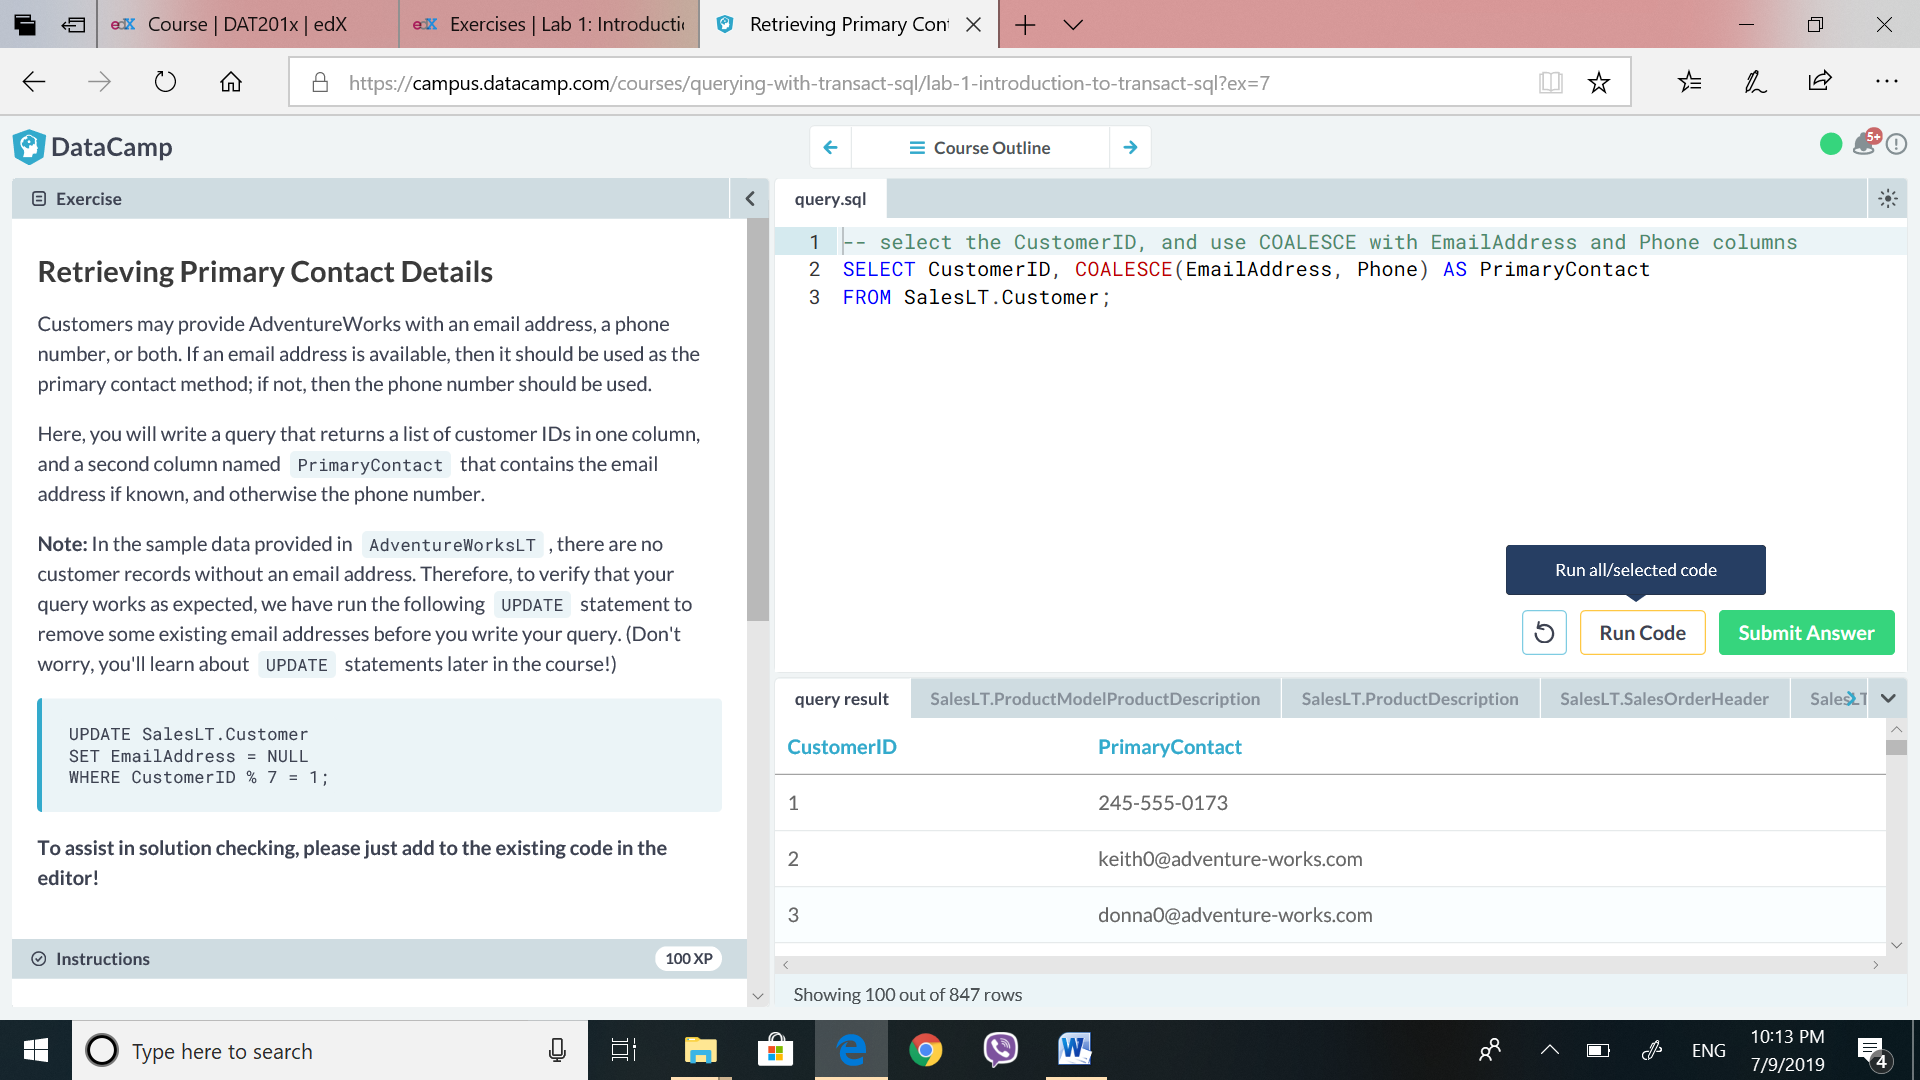 Course | DAT201x | edX
Exercises | Lab 1: Introducti
Retrieving Primary Con
https://campus.datacamp.com/courses/querying-with-transact-sql/lab-1-introduction-to-transact-sql?ex=7
DataCamp
Course Outline
5+
Exercise
Retrieving Primary Contact Details
Customers may provide AdventureWorks with an email address, a phone
number, or both. If an email address is available, then it should be used as the
primary contact method; if not, then the phone number should be used.
Here, you will write a query that returns a list of customer IDs in one column,
and a second column named PrimaryContact that contains the email
address if known, and otherwise the phone number.
Note: In the sample data provided in AdventureWorksLT , there are no
customer records without an email address. Therefore, to verify that your
query works as expected, we have run the following UPDATE statement to
remove some existing email addresses before you write your query. (Don't
worry, you'll learn about UPDATE statements later in the course!)
UPDATE SalesLT.Customer
SET EmailAddress = NULL
WHERE CustomerID % 7 = 1;
To assist in solution checking, please just add to the existing code in the
editor!
Instructions
100 XP
query.sql
1 -- select the CustomerID, and use COALESCE with EmailAddress and Phone columns
2 SELECT CustomerID, COALESCE(EmailAddress, Phone) AS PrimaryContact
3 FROM SalesLT.Customer;
Run all/selected code
Run Code
Submit Answer
query result
SalesLT.ProductModelProductDescription
SalesLT.ProductDescription
SalesLT.SalesOrderHeader
SalesLT
CustomerID PrimaryContact
1 245-555-0173
2 keith0@adventure-works.com
3 donna0@adventure-works.com
Showing 100 out of 847 rows
Type here to search
ENG
10:13 PM
7/9/2019
4